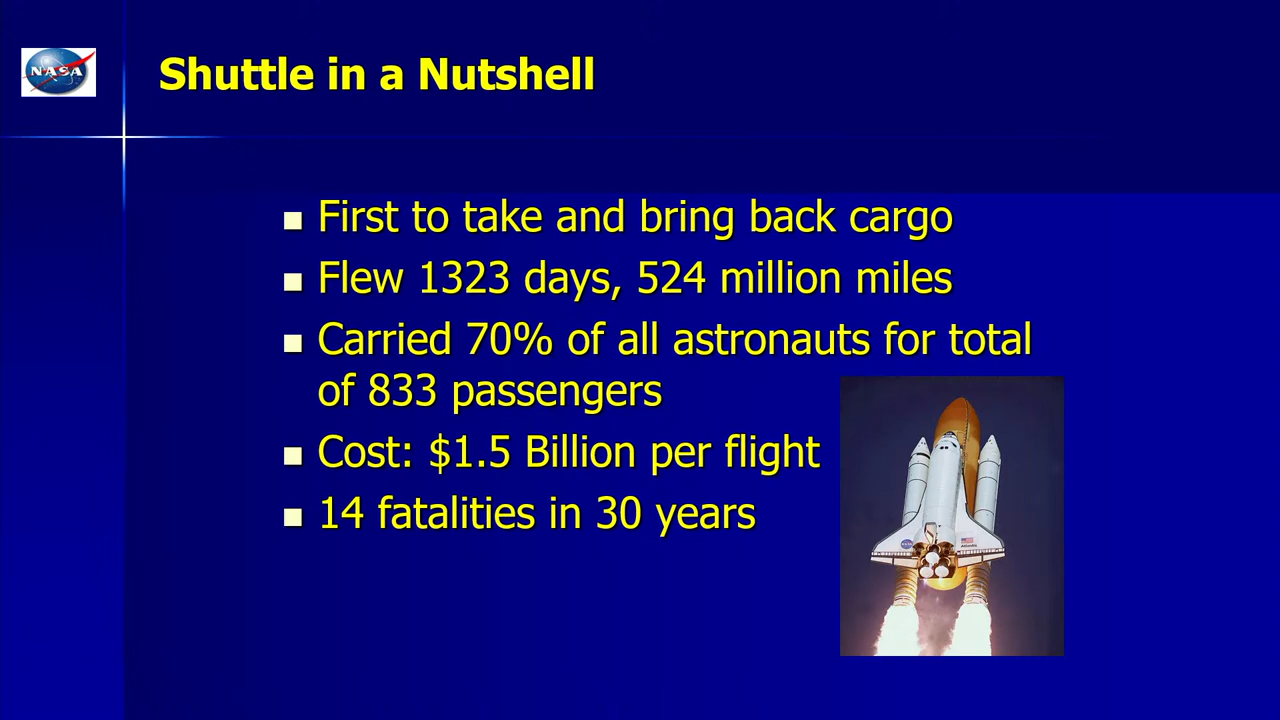 NASA
Shuttle in a Nutshell
First to take and bring back cargo
Flew 1323 days, 524 million miles
Carried 70% of all astronauts for total
of 833 passengers
Cost: $1.5 Billion per flight
14 fatalities in 30 years
Atlantis